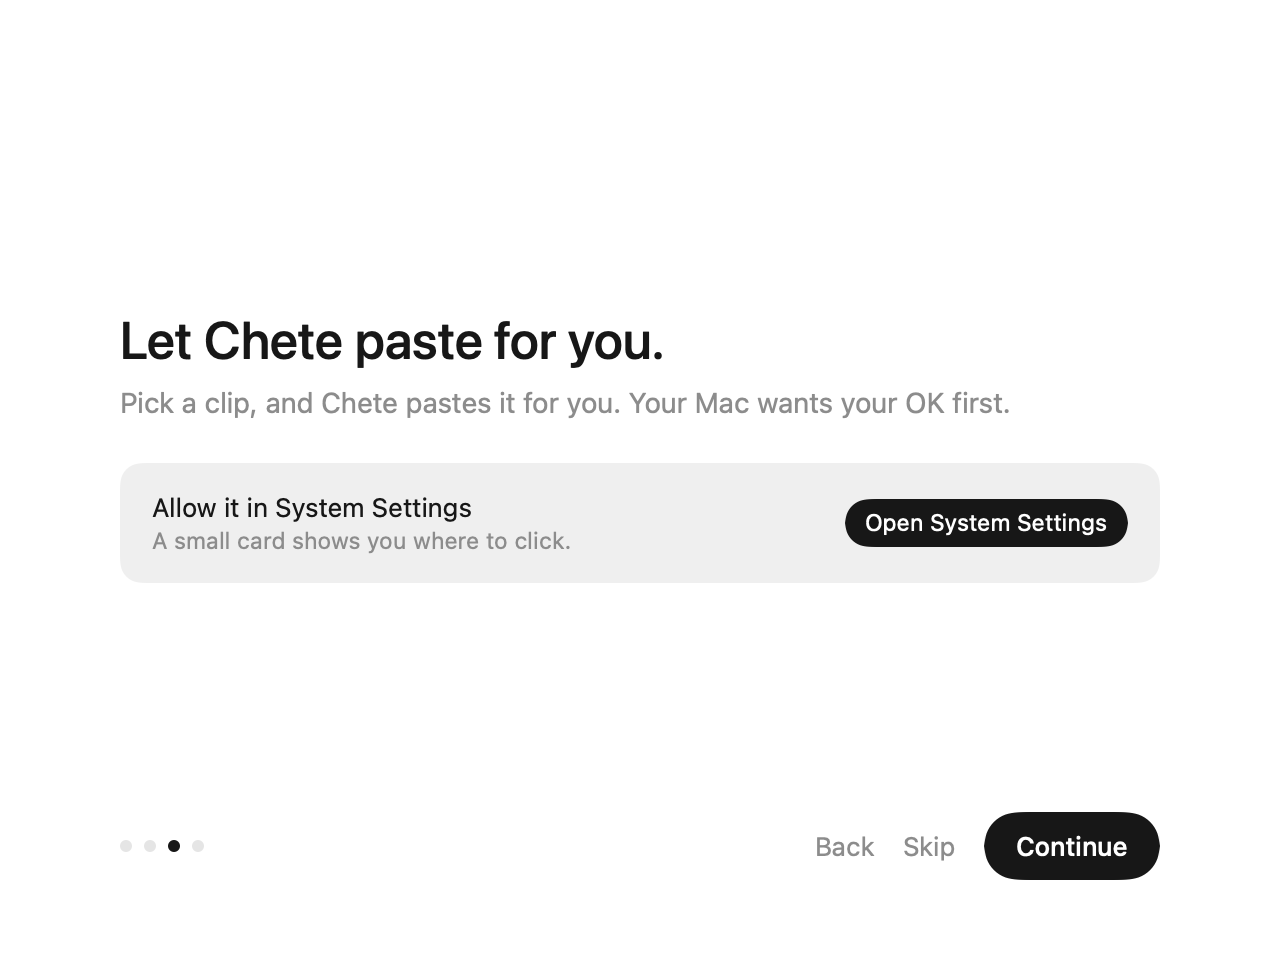 Let Chete paste for you.
Pick a clip, and Chete pastes it for you. Your Mac wants your OK first.
Allow it in System Settings
A small card shows you where to click.
Open System Settings
Back
Skip
Continue